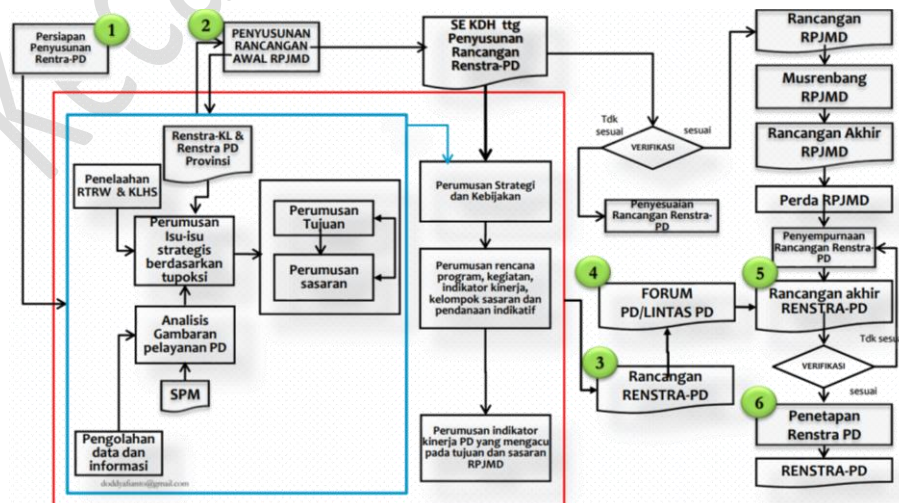 1
Persiapan
Penyusunan
Rentra-PD
2
PENYUSUNAN
RANCANGAN
AWAL RPJMD
SE KDH ttg
Penyusunan
Rancangan
Renstra-PD
Rancangan
RPJMD
Musrenbang
RPJMD
Rancangan Akhir
RPJMD
Perda RPJMD
Tdk
sesuai
sesuai
VERIFIKASI
Penyesuaian
Rancangan Renstra-
PD
Renstra-KL &
Renstra PD
Provinsi
Penelaahan
RTRW & KLHS
Perumusan
Isu-isu
strategis
berdasarkan
tupoksi
Perumusan
Tujuan
Perumusan
sasaran
Analisis
Gambaran
pelayanan PD
SPM
Pengolahan
data dan
informasi
doddyafianto@gmail.com
Perumusan Strategi
dan Kebijakan
Perumusan rencana
program, kegiatan,
indikator kinerja,
kelompok sasaran dan
pendanaan indikatif
Perumusan indikator
kinerja PD yang mengacu
pada tujuan dan sasaran
RPJMD
3
Rancangan
RENSTRA-PD
4
FORUM
PD/LINTAS PD
Penyempurnaan
Rancangan Renstra-
PD
5
Rancangan akhir
RENSTRA-PD
Tdk sesu
VERIFIKASI
sesuai
6
Penetapan
Renstra PD
RENSTRA-PD